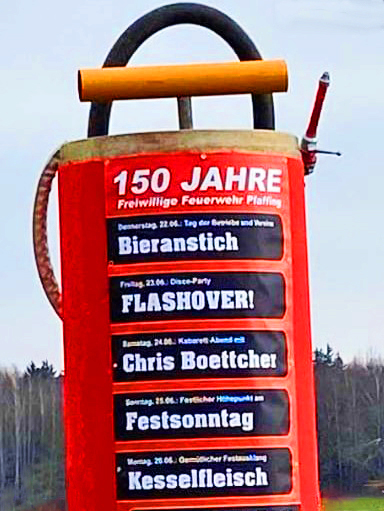 150 JAHRE
Freiwillige Feuerwehr Pfaffing
Donnerstag, 22.06.: Tag der Betriebe und Vereine
Bieranstich
Freitag, 23.06.: Disco-Party
FLASHOVER!
Samstag, 24.06.: Kabarett-Abend mit
Chris Boettcher
Sonntag, 25.06.: Festlicher Höhepunkt am
Festsonntag
Montag, 26.06.: Gemütlicher Festausklang
Kesselfleisch